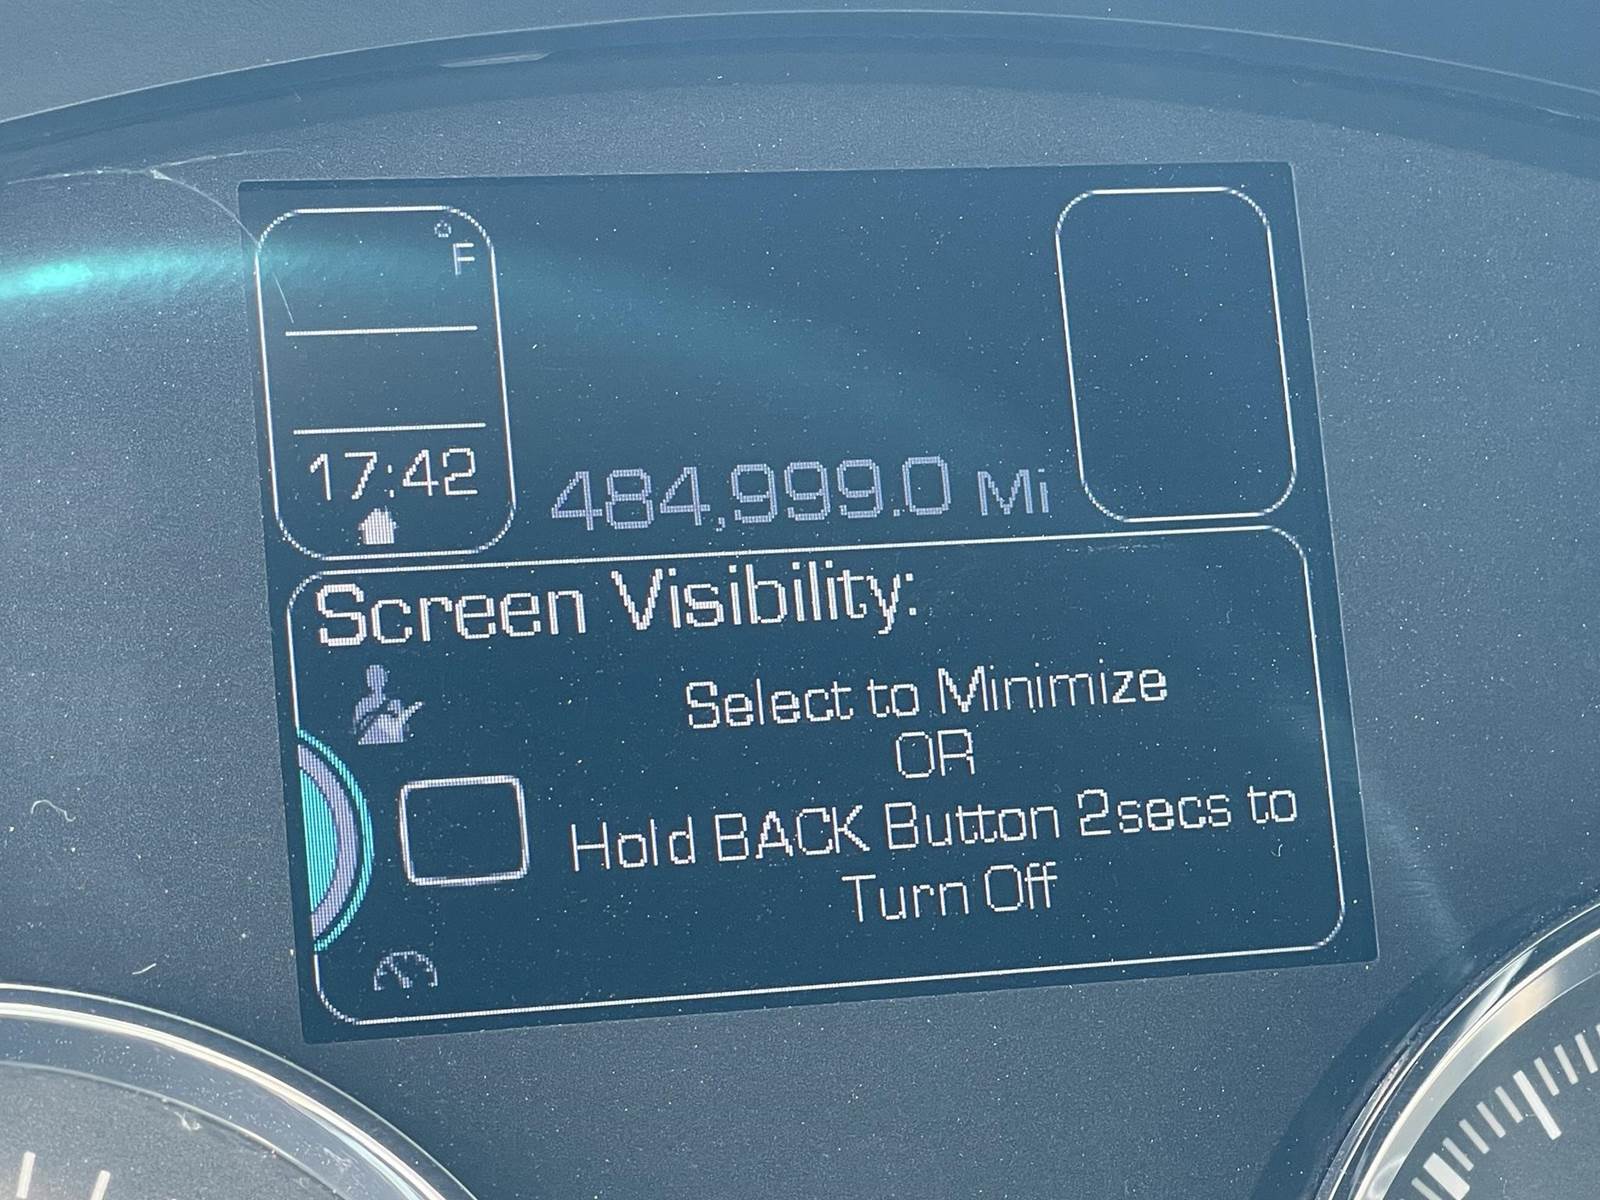 °F
17:42
484,999.0 Mi
Screen Visibility:
Select to Minimize
OR
Hold BACK Button 2secs to
Turn Off